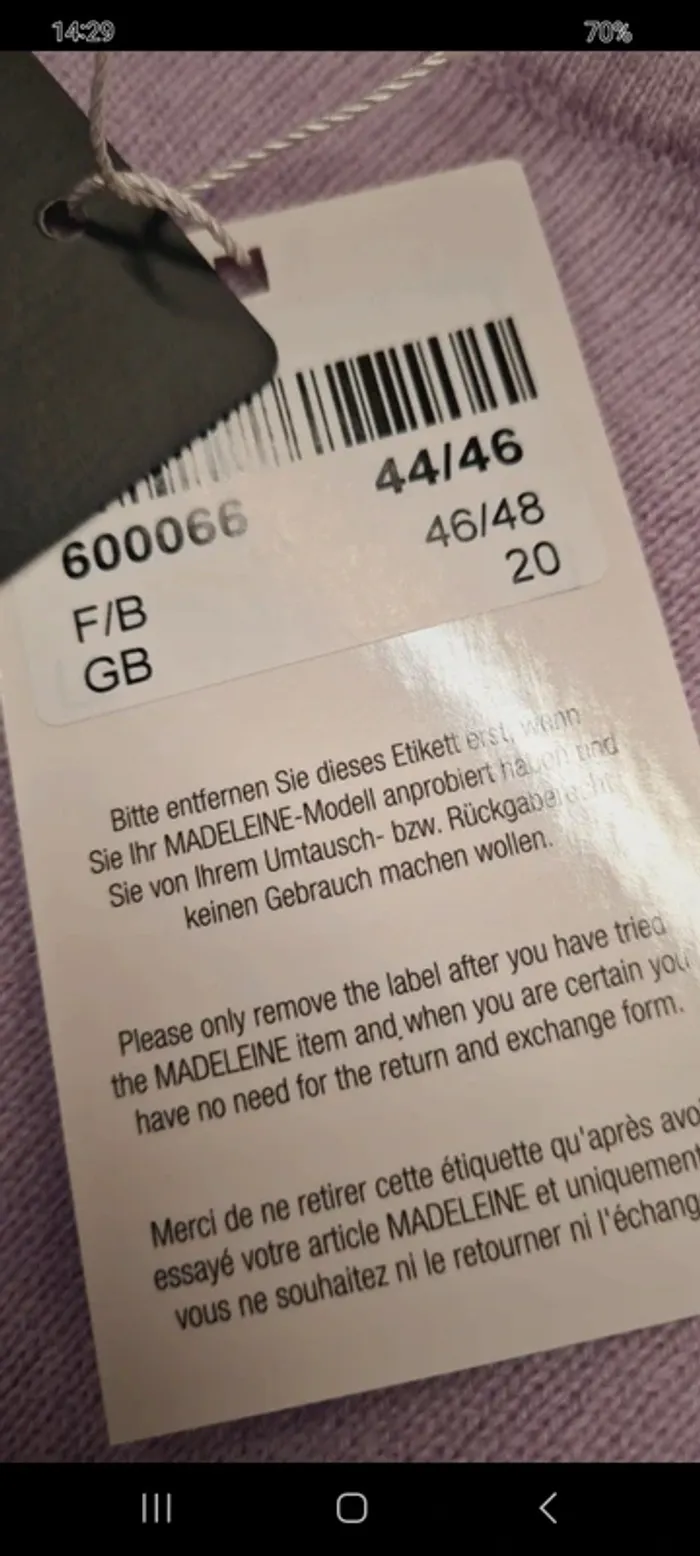 14:29
70%
600066 44/46
F/B 46/48
GB 20
Bitte entfernen Sie dieses Etikett erst, wenn
Sie Ihr MADELEINE-Modell anprobiert haben und
Sie von Ihrem Umtausch- bzw.
keinen Gebrauch machen wollen.
Please only remove the label after you have tried
the MADELEINE item and when you are certain you
have no need for the return and exchange form.
Merci de ne retirer cette étiquette qu'après avoi
essayé votre article MADELEINE et uniquement
vous ne souhaitez ni le retourner ni l'échang